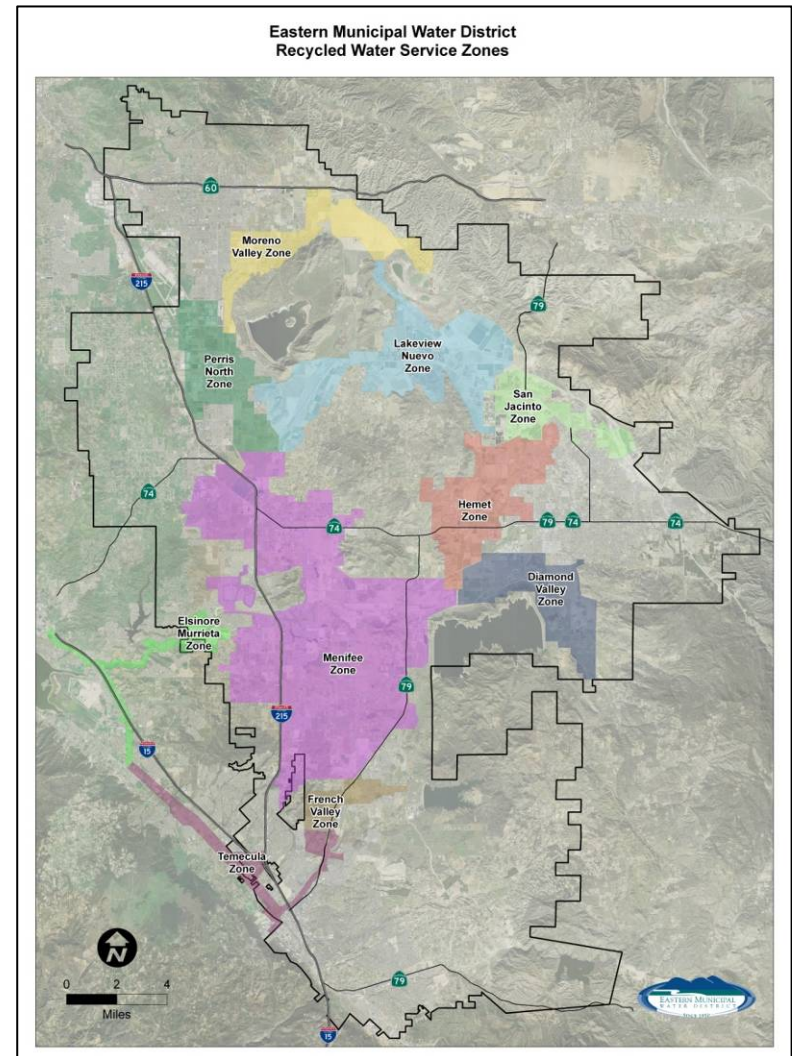 Eastern Municipal Water District
Recycled Water Service Zones
60
Moreno
Valley Zone
215
79
Lakeview
Nuevo
Zone
Perris
North
Zone
San
Jacinto
Zone
74
Hemet
Zone
74
79
74
74
Diamond
Valley
Zone
Elsinore
Murrieta
Zone
Menifee
Zone
79
215
15
French
Valley
Zone
Temecula
Zone
N
0 2 4
Miles
79
15
EASTERN MUNICIPAL
WATER DISTRICT